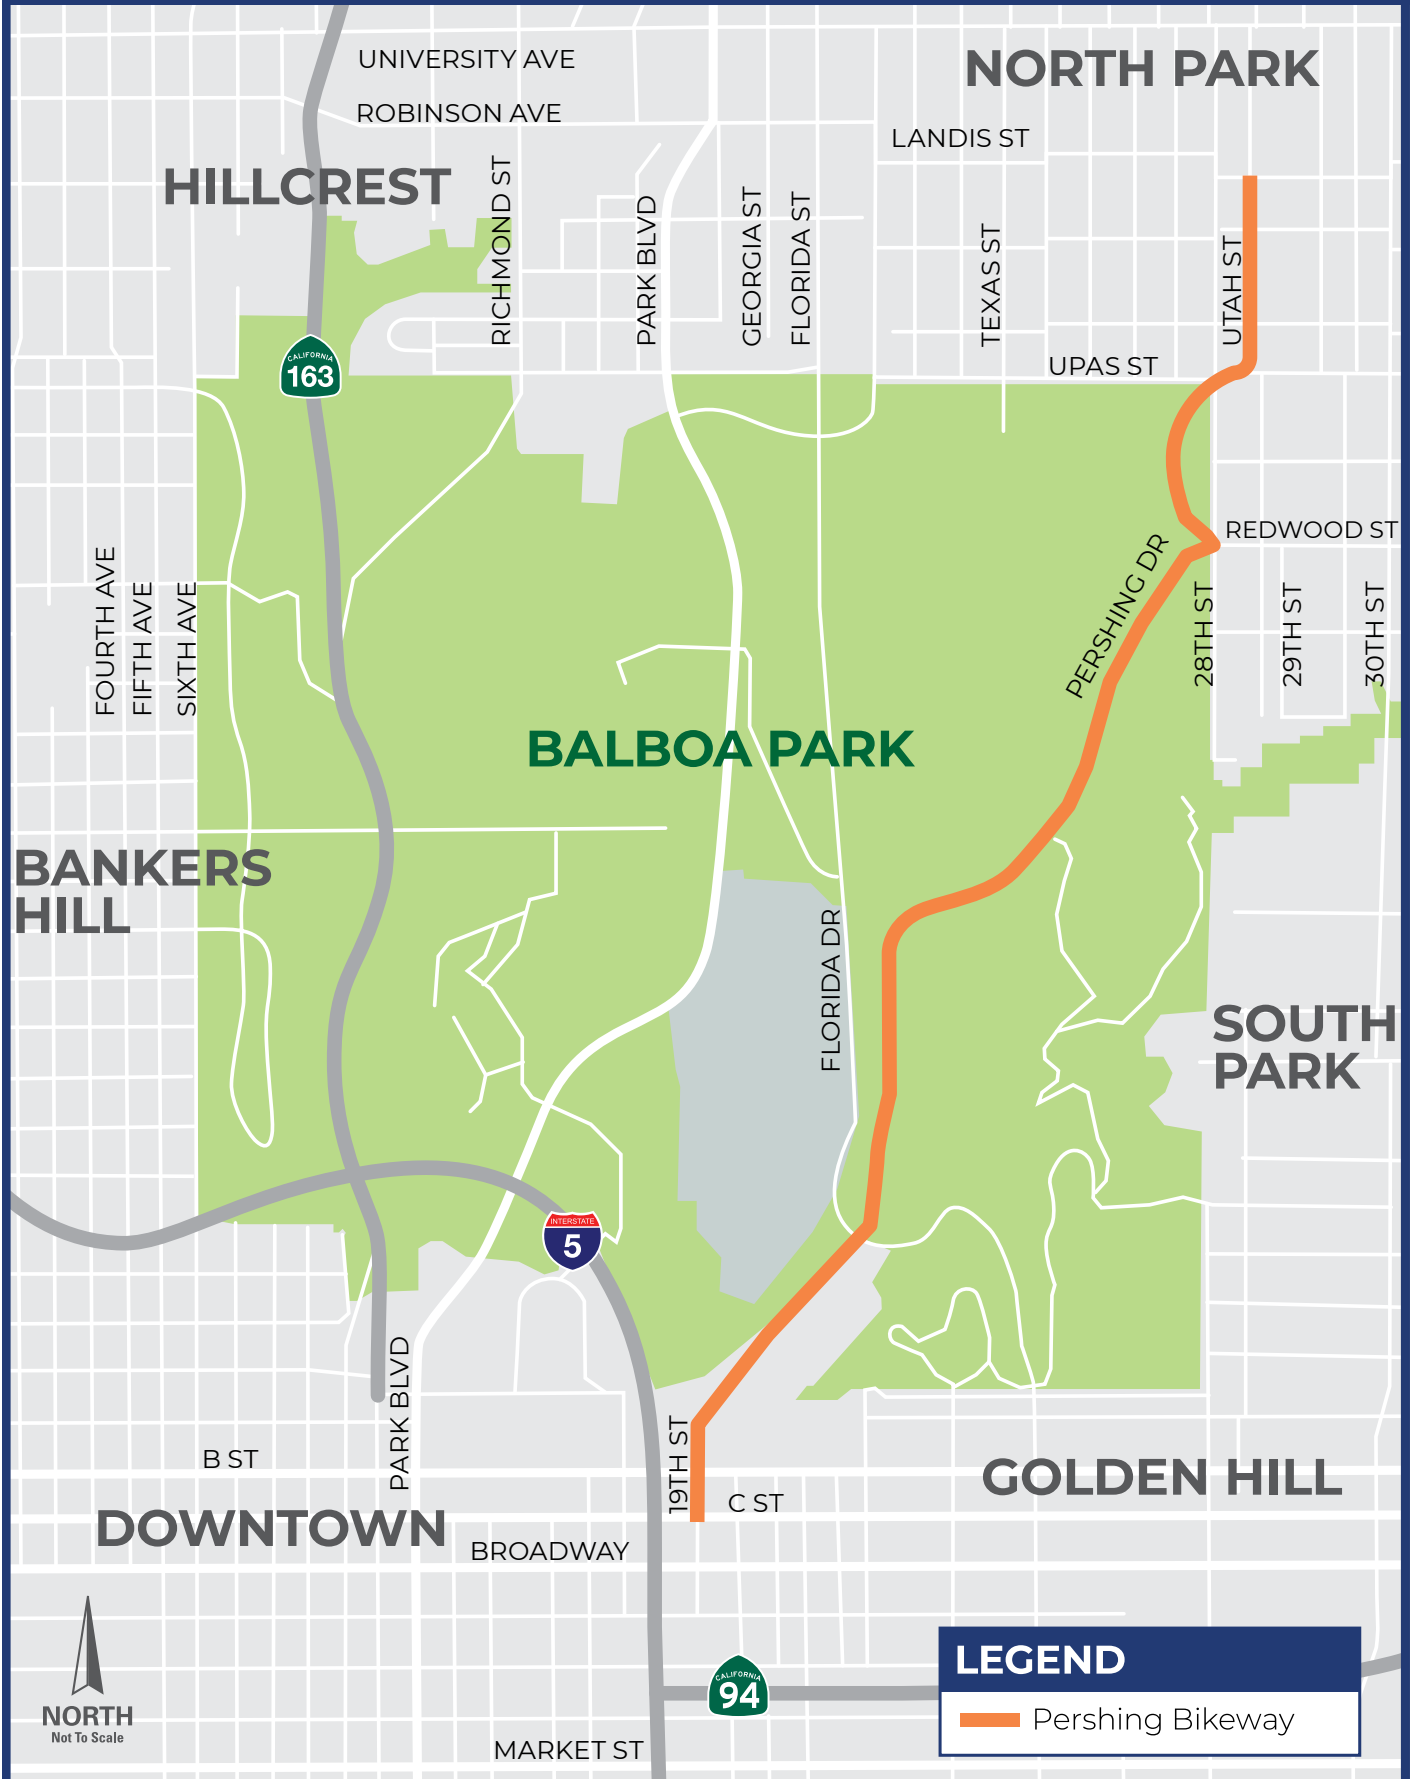 UNIVERSITY AVE
NORTH PARK
ROBINSON AVE
LANDIS ST
HILLCREST
RICHMOND ST
PARK BLVD
GEORGIA ST
FLORIDA ST
TEXAS ST
UTAH ST
CALIFORNIA
163
UPAS ST
REDWOOD ST
PERSHING DR
FOURTH AVE
FIFTH AVE
SIXTH AVE
28TH ST
29TH ST
30TH ST
BALBOA PARK
BANKERS
HILL
FLORIDA DR
SOUTH
PARK
INTERSTATE
5
PARK BLVD
19TH ST
B ST
GOLDEN HILL
C ST
DOWNTOWN
BROADWAY
LEGEND
Pershing Bikeway
CALIFORNIA
94
NORTH
Not To Scale
MARKET ST